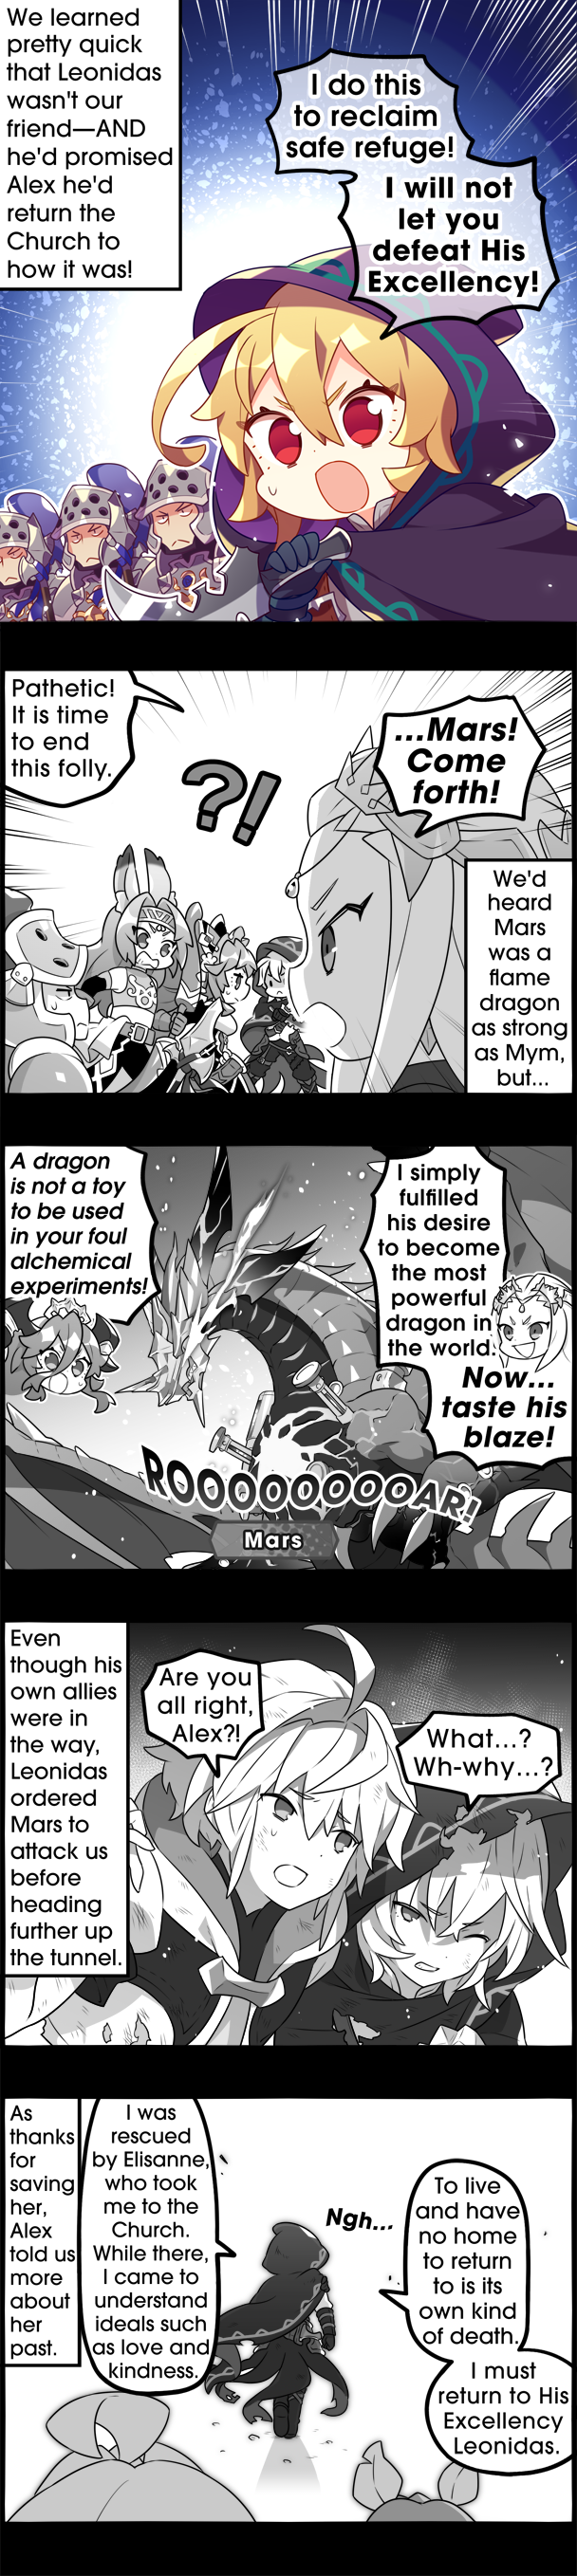 We learned
pretty quick
that Leonidas
wasn't our
friend—AND
he'd promised
Alex he'd
return the
Church to
how it was!
I do this
to reclaim
safe refuge!
I will not
let you
defeat His
Excellency!
Pathetic!
It is time
to end
this folly.
?!
...Mars!
Come
forth!
We'd
heard
Mars
was a
flame
dragon
as strong
as Mym,
but...
A dragon
is not a toy
to be used
in your foul
alchemical
experiments!
I simply
fulfilled
his desire
to become
the most
powerful
dragon in
the world.
Now...
taste his
blaze!
ROOOOOOOOAR!
Mars
Even
though his
own allies
were in
the way,
Leonidas
ordered
Mars to
attack us
before
heading
further up
the tunnel.
Are you
all right,
Alex?!
What...?
Wh-why...?
As
thanks
for
saving
her,
Alex
told us
more
about
her
past.
I was
rescued
by Elisanne,
who took
me to the
Church.
While there,
I came to
understand
ideals such
as love and
kindness.
Ngh...
To live
and have
no home
to return
to is its
own kind
of death.
I must
return to His
Excellency
Leonidas.